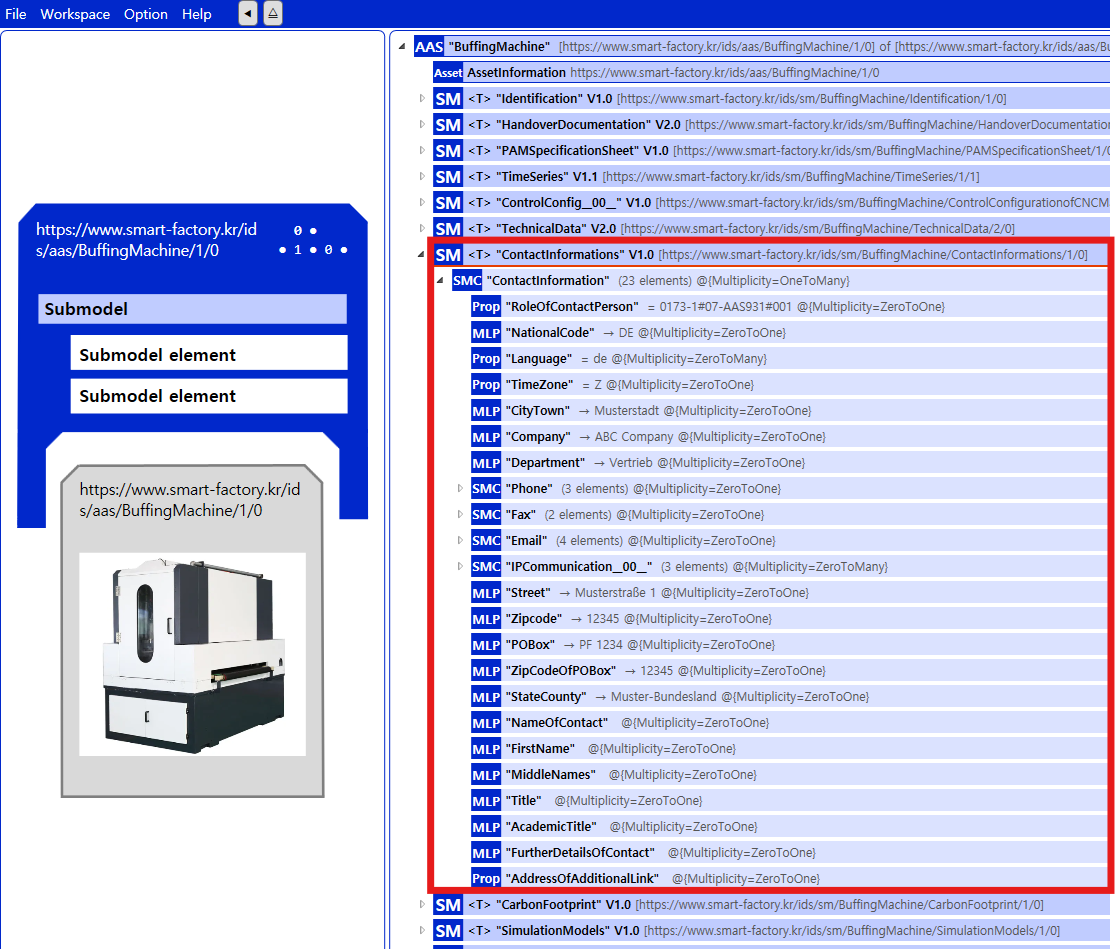 File Workspace Option Help
https://www.smart-factory.kr/id
s/aas/BuffingMachine/1/0
0 ●
● 1 ● 0 ●
Submodel
Submodel element
Submodel element
https://www.smart-factory.kr/id
s/aas/BuffingMachine/1/0
AAS "BuffingMachine" [https://www.smart-factory.kr/ids/aas/BuffingMachine/1/0] of [https://www.smart-factory.kr/ids/aas/Bu
Asset AssetInformation https://www.smart-factory.kr/ids/aas/BuffingMachine/1/0
SM <T> "Identification" V1.0 [https://www.smart-factory.kr/ids/sm/BuffingMachine/Identification/1/0]
SM <T> "HandoverDocumentation" V2.0 [https://www.smart-factory.kr/ids/sm/BuffingMachine/HandoverDocumentation
SM <T> "PAMSpecificationSheet" V1.0 [https://www.smart-factory.kr/ids/sm/BuffingMachine/PAMSpecificationSheet/1/0
SM <T> "TimeSeries" V1.1 [https://www.smart-factory.kr/ids/sm/BuffingMachine/TimeSeries/1/1]
SM <T> "ControlConfig__00__" V1.0 [https://www.smart-factory.kr/ids/sm/BuffingMachine/ControlConfigurationofCNCM
SM <T> "TechnicalData" V2.0 [https://www.smart-factory.kr/ids/sm/BuffingMachine/TechnicalData/2/0]
SM <T> "ContactInformations" V1.0 [https://www.smart-factory.kr/ids/sm/BuffingMachine/ContactInformations/1/0]
SMC "ContactInformation" (23 elements) @{Multiplicity=OneToMany}
Prop "RoleOfContactPerson" = 0173-1#07-AAS931#001 @{Multiplicity=ZeroToOne}
MLP "NationalCode" → DE @{Multiplicity=ZeroToOne}
Prop "Language" = de @{Multiplicity=ZeroToMany}
Prop "TimeZone" = Z @{Multiplicity=ZeroToOne}
MLP "CityTown" → Musterstadt @{Multiplicity=ZeroToOne}
MLP "Company" → ABC Company @{Multiplicity=ZeroToOne}
MLP "Department" → Vertrieb @{Multiplicity=ZeroToOne}
SMC "Phone" (3 elements) @{Multiplicity=ZeroToOne}
SMC "Fax" (2 elements) @{Multiplicity=ZeroToOne}
SMC "Email" (4 elements) @{Multiplicity=ZeroToOne}
SMC "IPCommunication__00__" (3 elements) @{Multiplicity=ZeroToMany}
MLP "Street" → Musterstraße 1 @{Multiplicity=ZeroToOne}
MLP "Zipcode" → 12345 @{Multiplicity=ZeroToOne}
MLP "POBox" → PF 1234 @{Multiplicity=ZeroToOne}
MLP "ZipCodeOfPOBox" → 12345 @{Multiplicity=ZeroToOne}
MLP "StateCounty" → Muster-Bundesland @{Multiplicity=ZeroToOne}
MLP "NameOfContact" @{Multiplicity=ZeroToOne}
MLP "FirstName" @{Multiplicity=ZeroToOne}
MLP "MiddleNames" @{Multiplicity=ZeroToOne}
MLP "Title" @{Multiplicity=ZeroToOne}
MLP "AcademicTitle" @{Multiplicity=ZeroToOne}
MLP "FurtherDetailsOfContact" @{Multiplicity=ZeroToOne}
Prop "AddressOfAdditionalLink" @{Multiplicity=ZeroToOne}
SM <T> "CarbonFootprint" V1.0 [https://www.smart-factory.kr/ids/sm/BuffingMachine/CarbonFootprint/1/0]
SM <T> "SimulationModels" V1.0 [https://www.smart-factory.kr/ids/sm/BuffingMachine/SimulationModels/1/0]